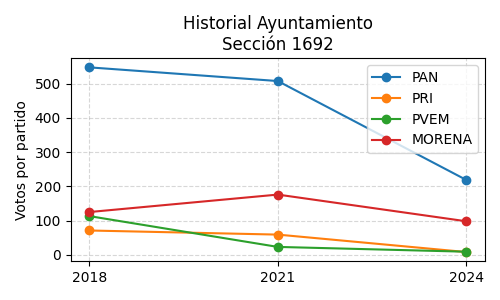 Historial Ayuntamiento
Sección 1692
Votos por partido
500
400
300
200
100
0
2018
2021
2024
PAN
PRI
PVEM
MORENA